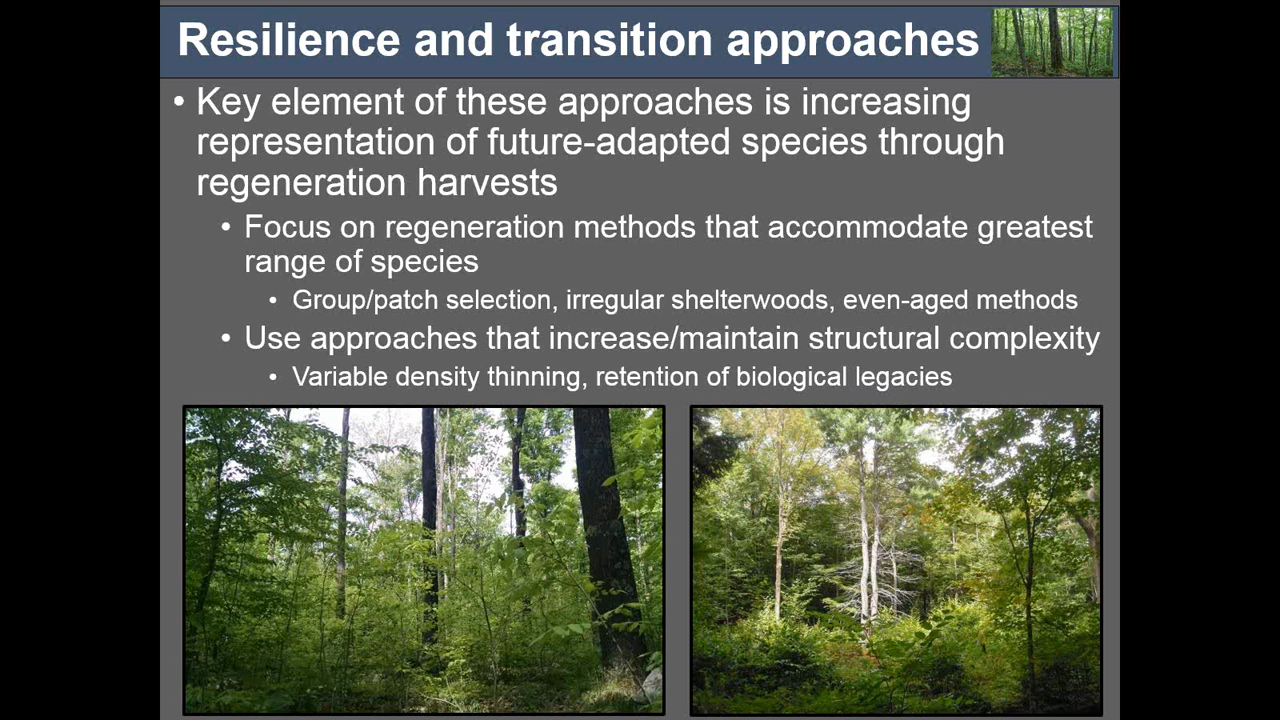 Resilience and transition approaches
• Key element of these approaches is increasing
representation of future-adapted species through
regeneration harvests
• Focus on regeneration methods that accommodate greatest
range of species
• Group/patch selection, irregular shelterwoods, even-aged methods
• Use approaches that increase/maintain structural complexity
• Variable density thinning, retention of biological legacies